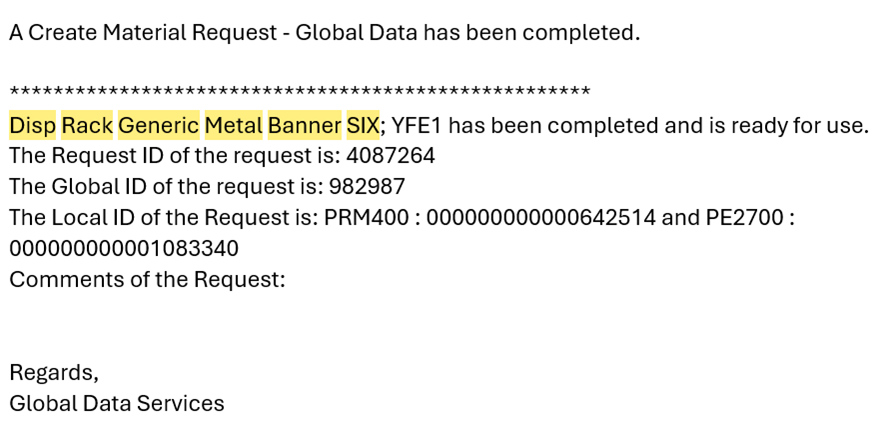 A Create Material Request - Global Data has been completed.
*****************************************************
Disp Rack Generic Metal Banner SIX; YFE1 has been completed and is ready for use.
The Request ID of the request is: 4087264
The Global ID of the request is: 982987
The Local ID of the Request is: PRM400 : 000000000000642514 and PE2700 :
000000000001083340
Comments of the Request:
Regards,
Global Data Services